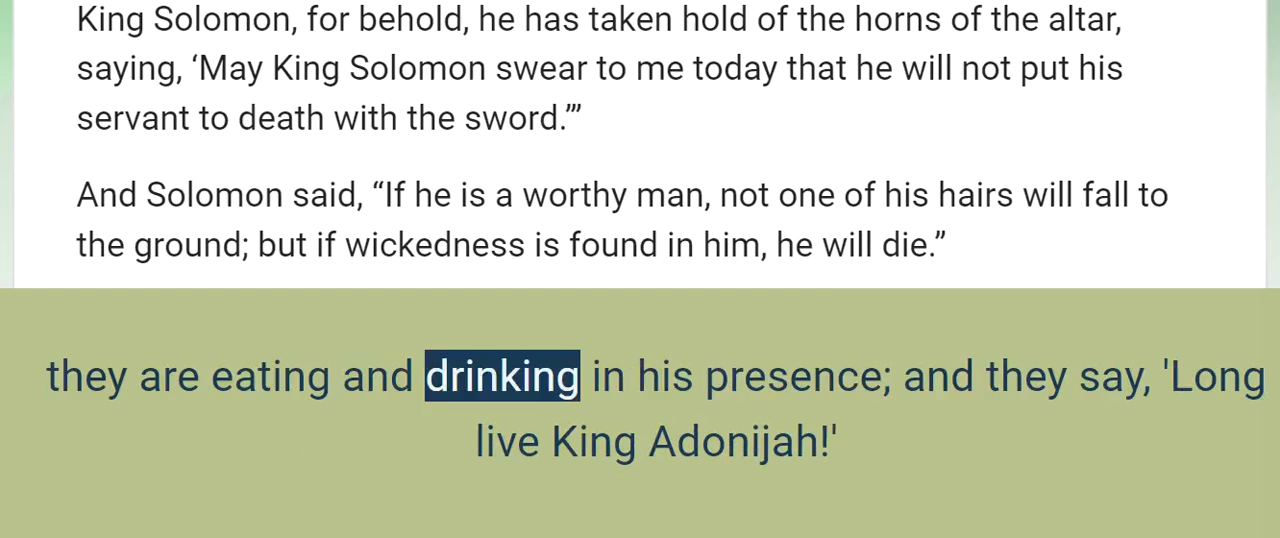 King Solomon, for behold, he has taken hold of the horns of the altar,
saying, ‘May King Solomon swear to me today that he will not put his
servant to death with the sword.’”
And Solomon said, “If he is a worthy man, not one of his hairs will fall to
the ground; but if wickedness is found in him, he will die.”
they are eating and drinking in his presence; and they say, 'Long
live King Adonijah!'